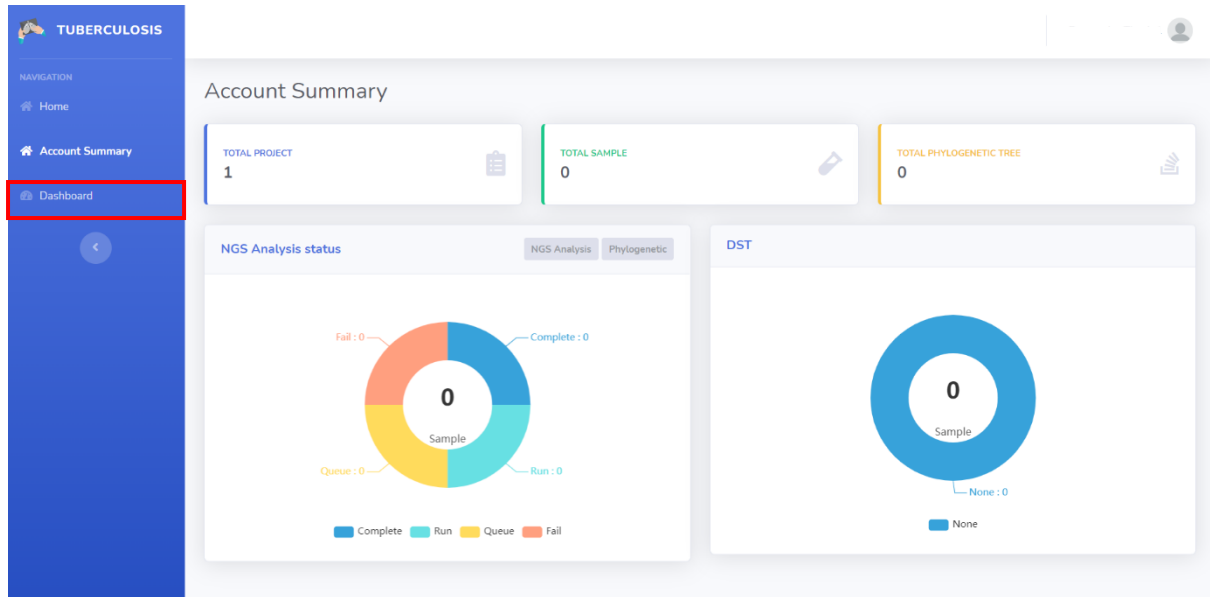 TUBERCULOSIS
NAVIGATION
Home
Account Summary
Dashboard
Account Summary
TOTAL PROJECT
1
TOTAL SAMPLE
0
TOTAL PHYLOGENETIC TREE
0
NGS Analysis status
NGS Analysis Phylogenetic
Fail : 0
Complete : 0
0
Sample
Queue : 0
Run : 0
Complete Run Queue Fail
DST
0
Sample
None : 0
None